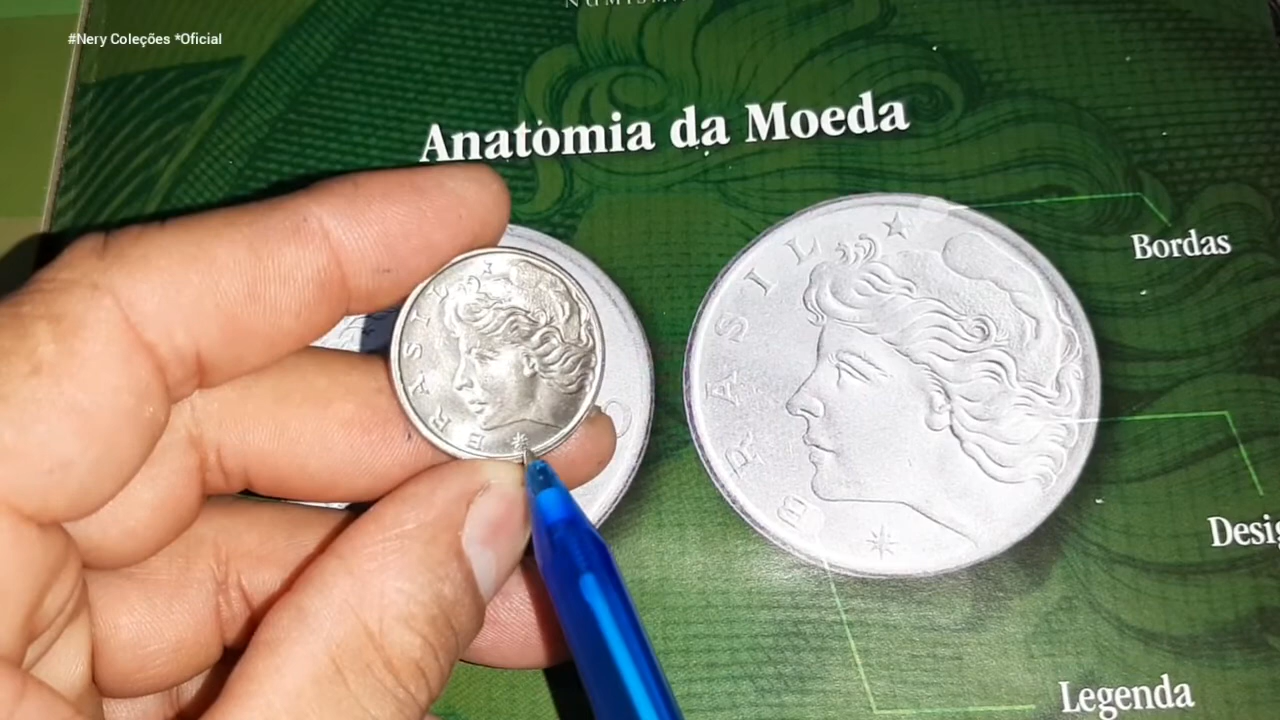 #Nery Coleções *Oficial
Anatomia da Moeda
Bordas
BRASIL
BRASIL
Legenda